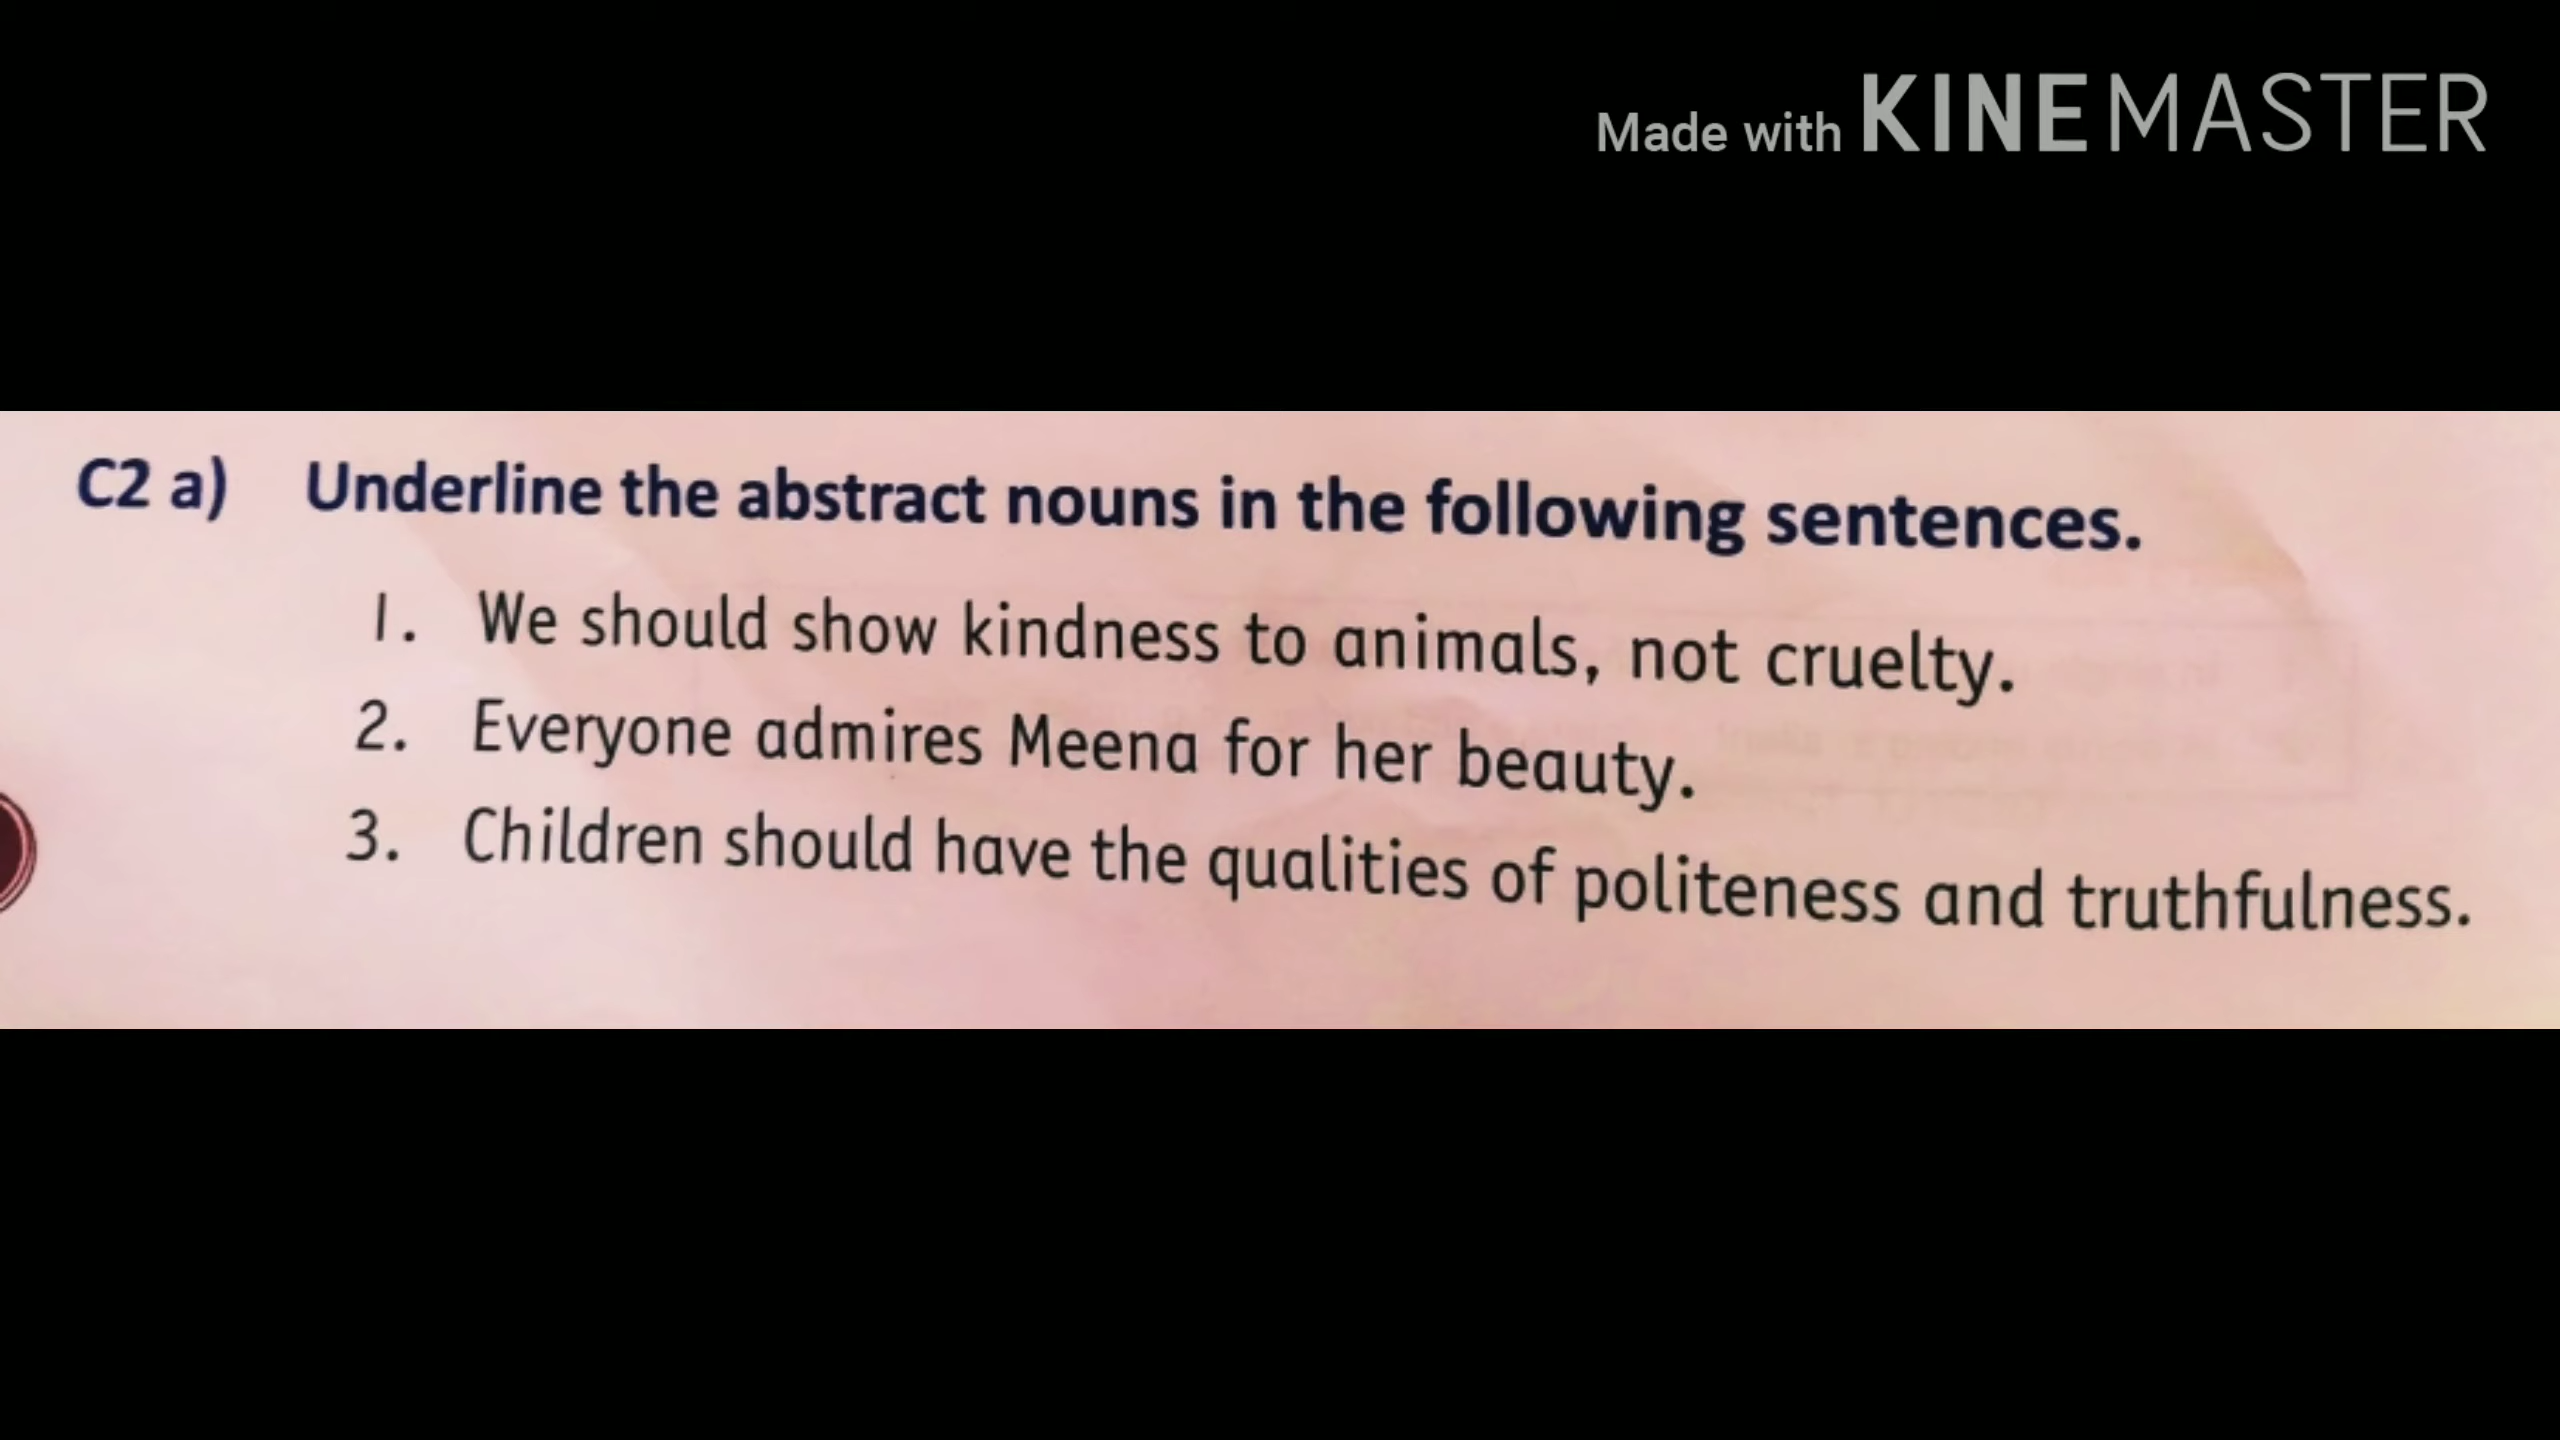 Made with KINEMASTER
C2 a) Underline the abstract nouns in the following sentences.
1. We should show kindness to animals, not cruelty.
2. Everyone admires Meena for her beauty.
3. Children should have the qualities of politeness and truthfulness.